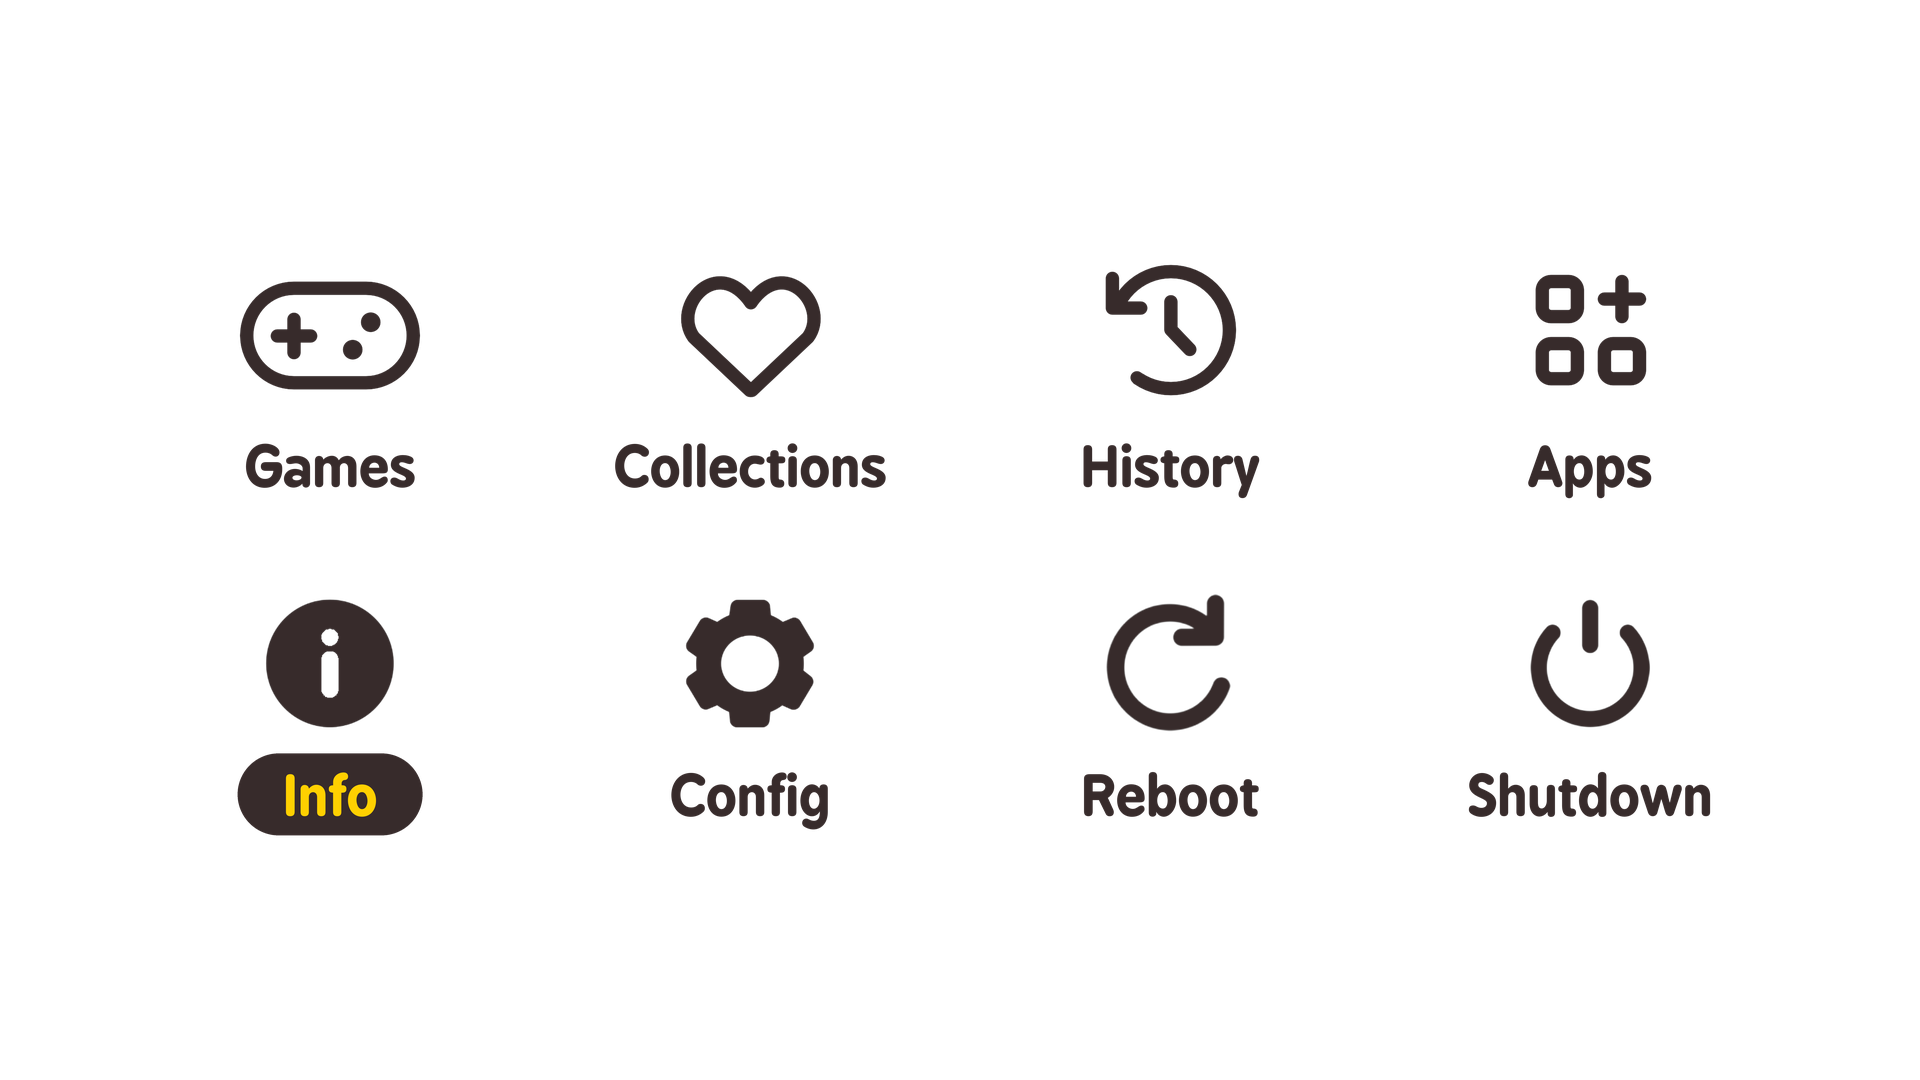 Games
Collections
History
Apps
Info
Config
Reboot
Shutdown